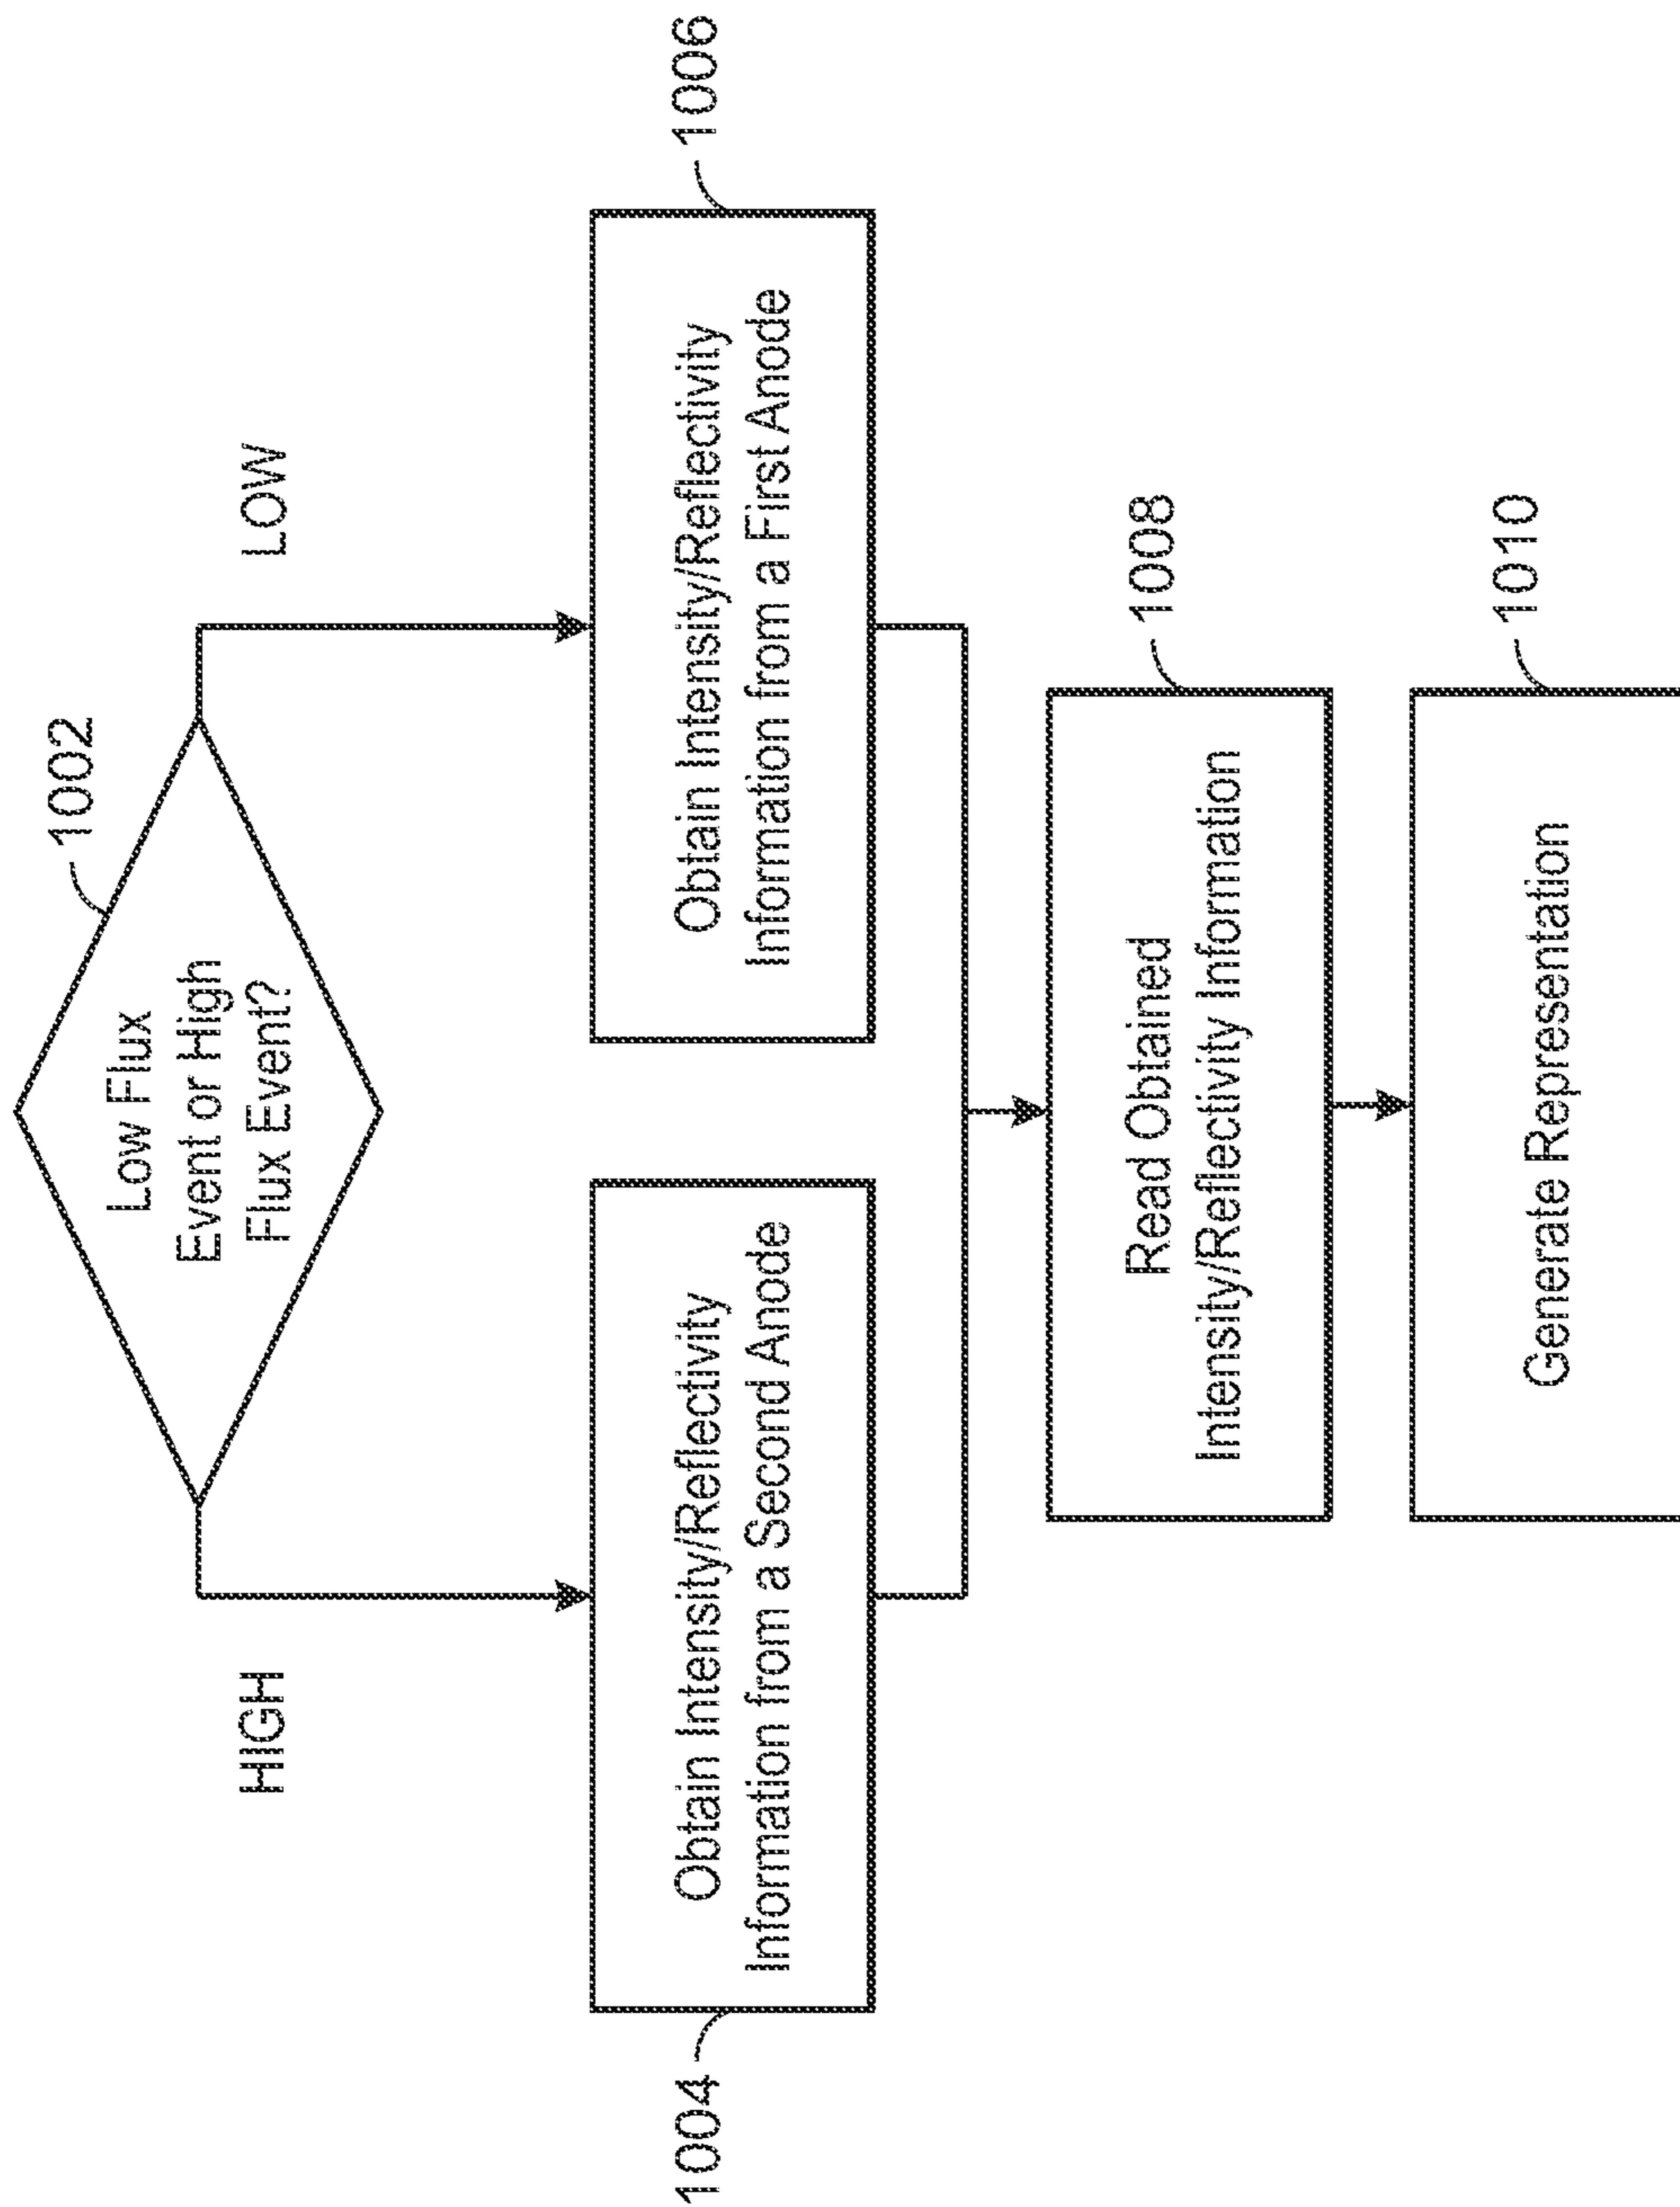 1002
Low Flux
Event or High
Flux Event?
HIGH
LOW
1004
Obtain Intensity/Reflectivity
Information from a Second Anode
1006
Obtain Intensity/Reflectivity
Information from a First Anode
1008
Read Obtained
Intensity/Reflectivity Information
1010
Generate Representation